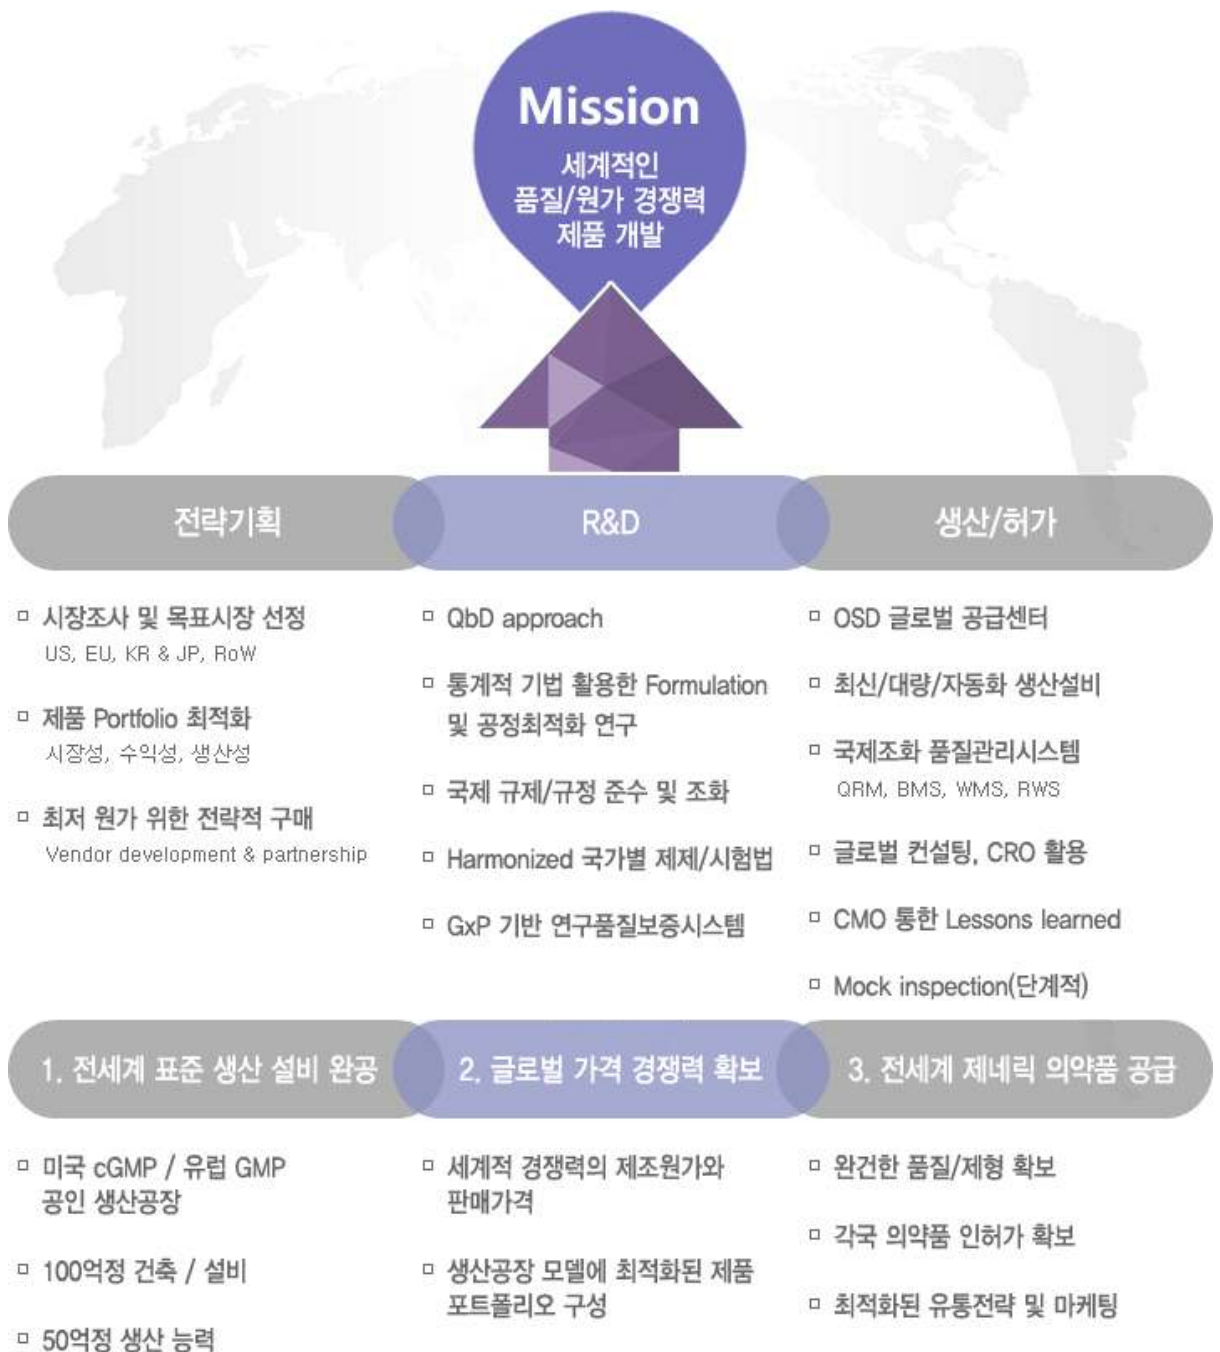 Mission
세계적인
품질/원가 경쟁력
제품 개발
전략기획
시장조사 및 목표시장 선정
US, EU, KR & JP, RoW
제품 Portfolio 최적화
시장성, 수익성, 생산성
최저 원가 위한 전략적 구매
Vendor development & partnership
R&D
QbD approach
통계적 기법 활용한 Formulation
및 공정최적화 연구
국제 규제/규정 준수 및 조화
Harmonized 국가별 제제/시험법
GxP 기반 연구품질보증시스템
생산/허가
OSD 글로벌 공급센터
최신/대량/자동화 생산설비
국제조화 품질관리시스템
QRM, BMS, WMS, RWS
글로벌 컨설팅, CRO 활용
CMO 통한 Lessons learned
Mock inspection(단계적)
1. 전세계 표준 생산 설비 완공
미국 cGMP / 유럽 GMP
공인 생산공장
100억정 건축 / 설비
50억정 생산 능력
2. 글로벌 가격 경쟁력 확보
세계적 경쟁력의 제조원가와
판매가격
생산공장 모델에 최적화된 제품
포트폴리오 구성
3. 전세계 제네릭 의약품 공급
완건한 품질/제형 확보
각국 의약품 인허가 확보
최적화된 유통전략 및 마케팅